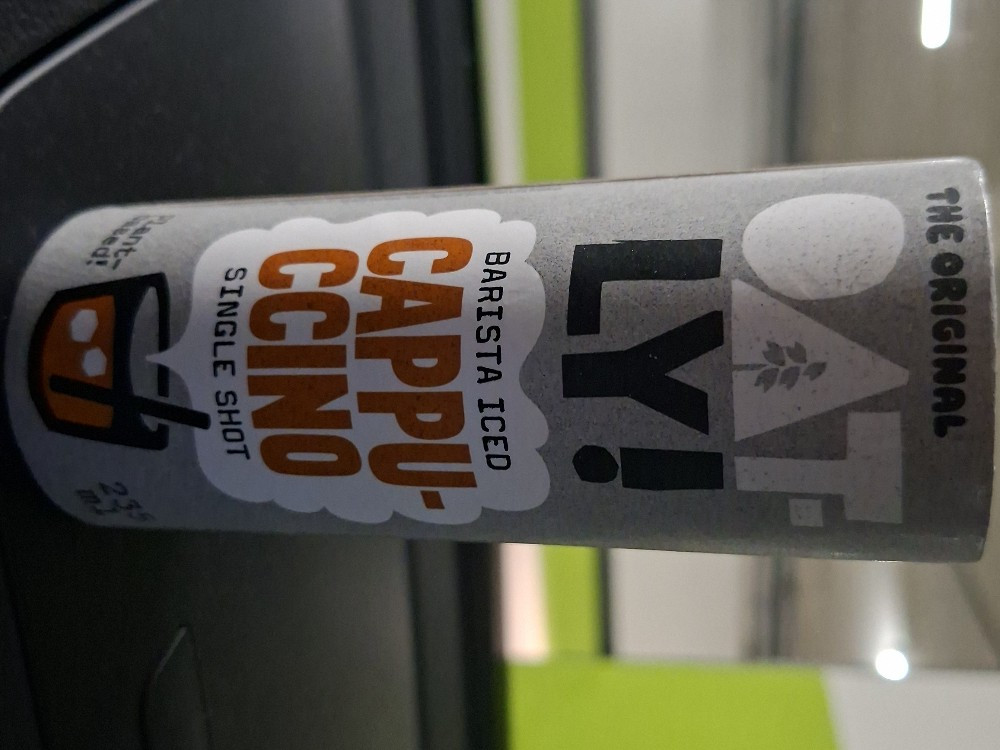 THE ORIGINAL
OAT-
LY!
BARISTA ICED
CAPPU-
CCINO
SINGLE SHOT
Plant-
based!
235
ml